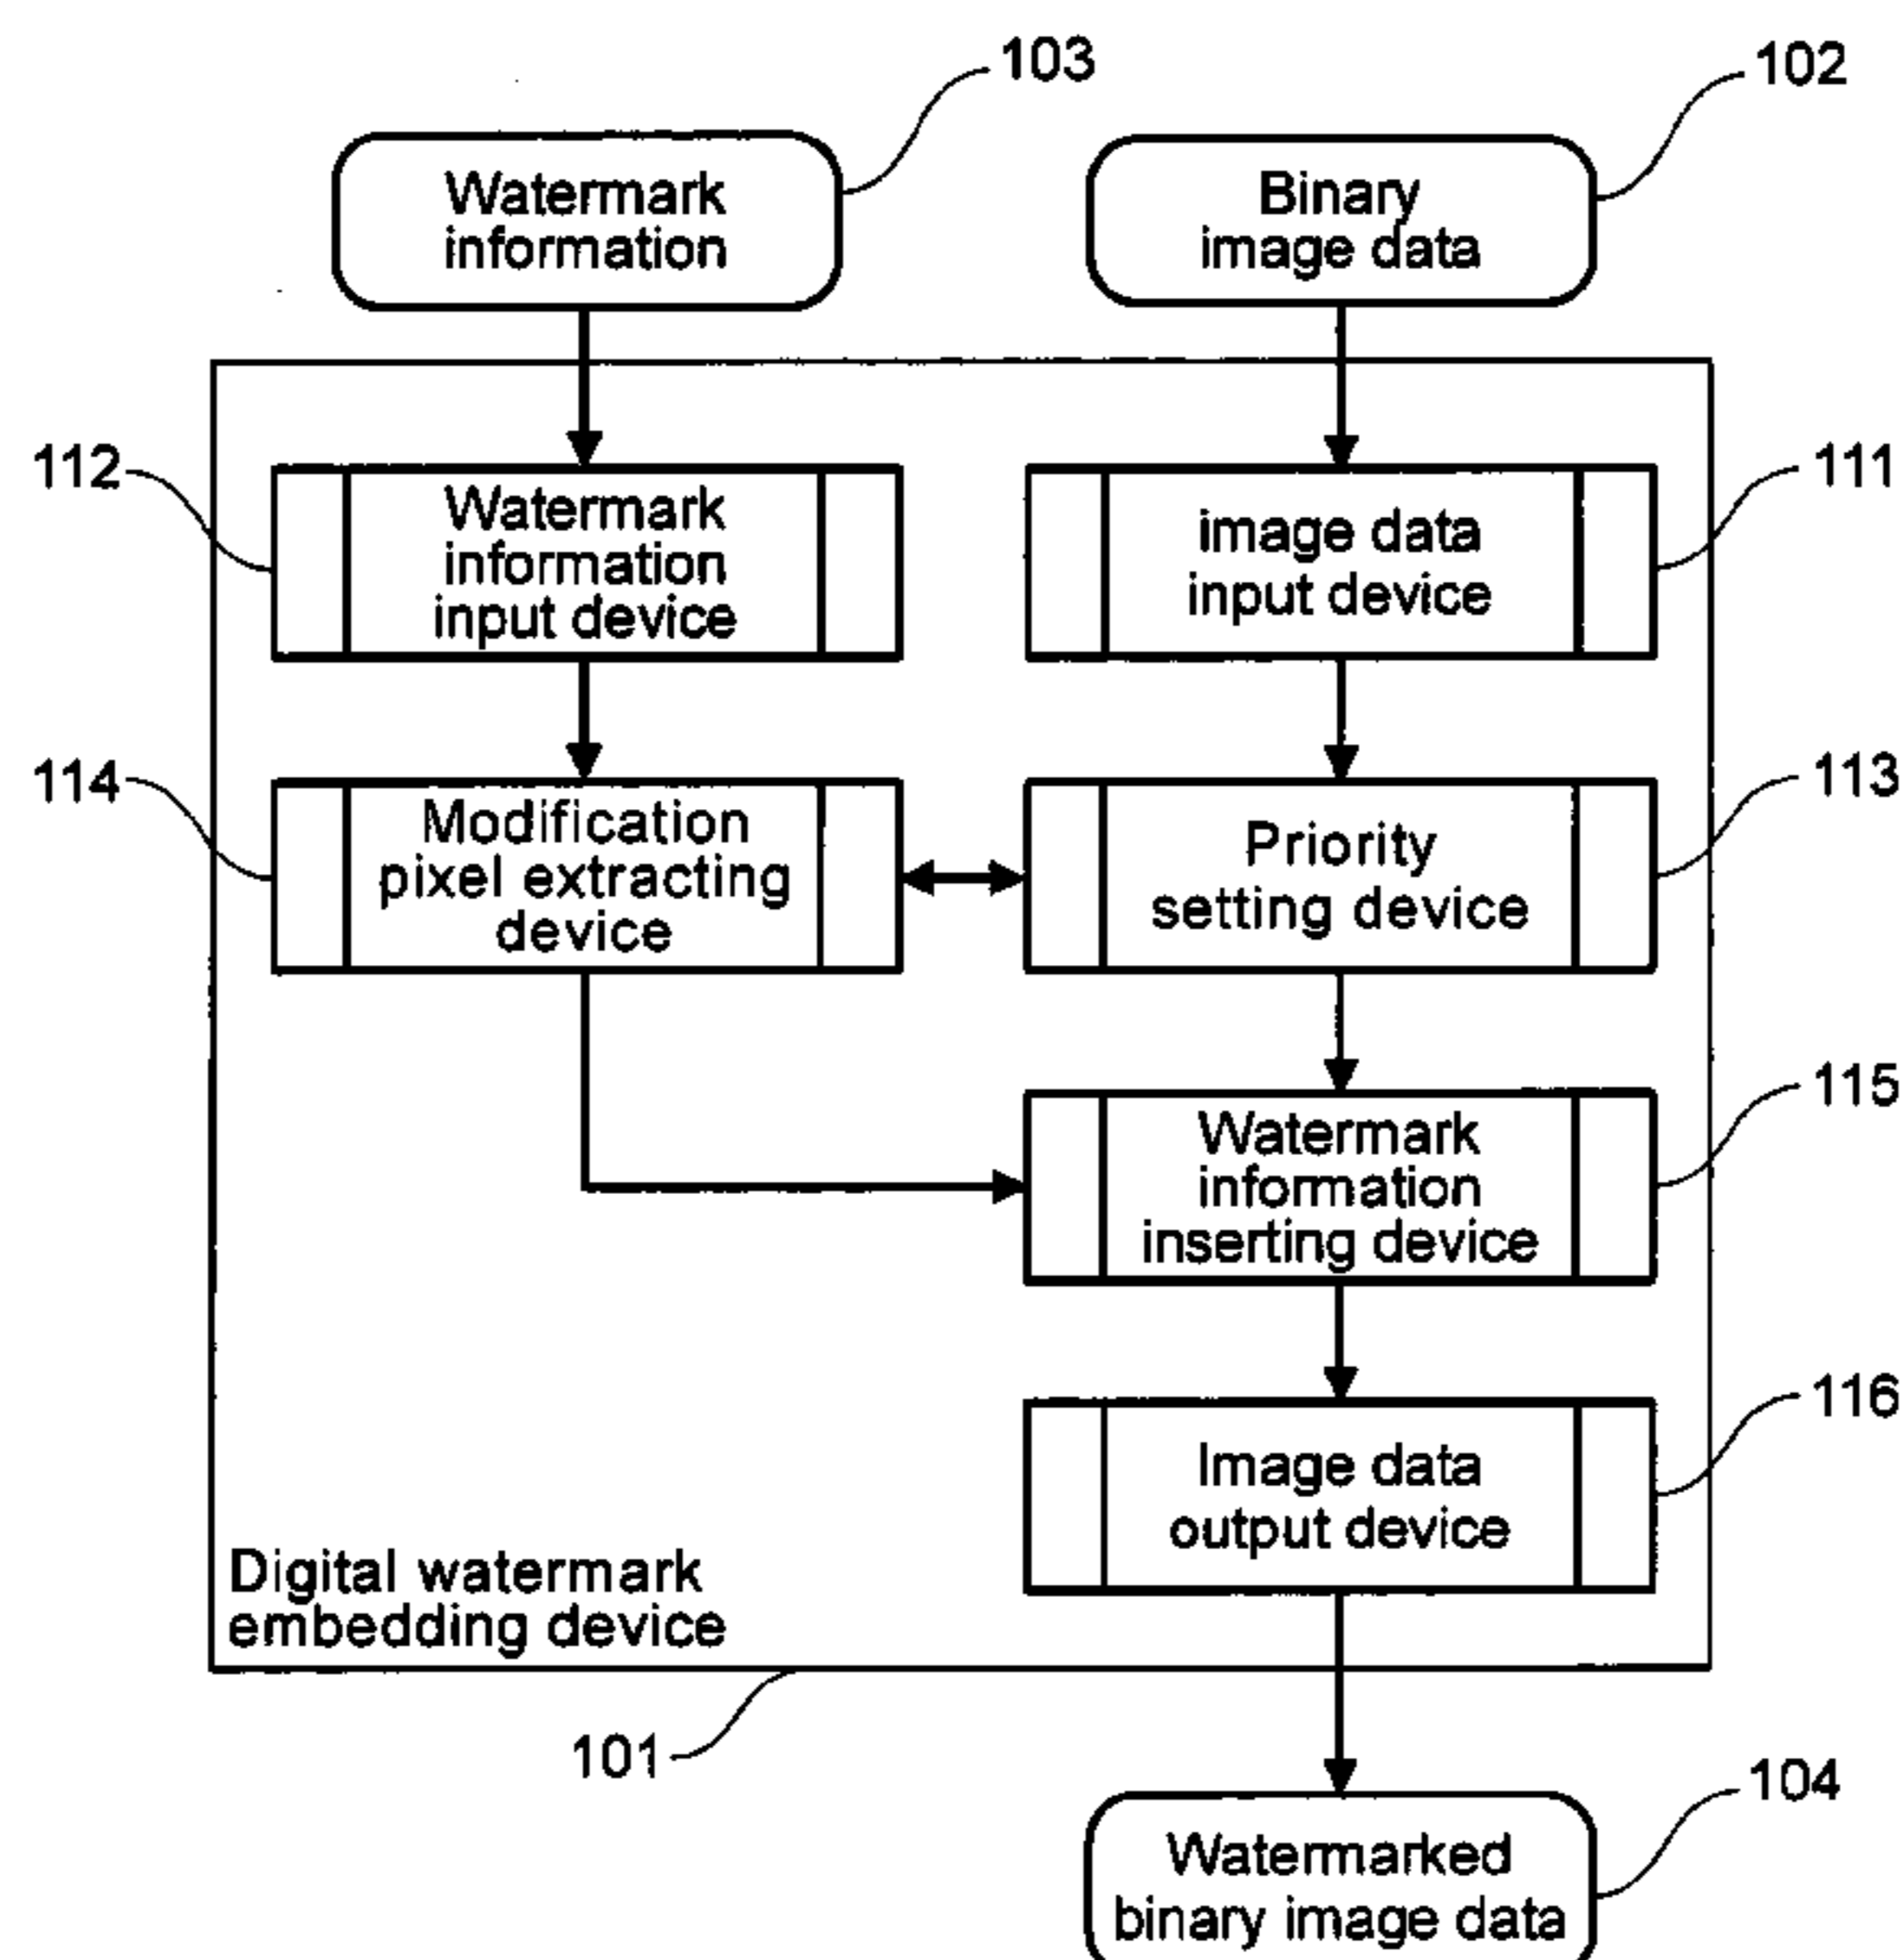 103
102
Watermark
information
Binary
image data
112
Watermark
information
input device
image data
input device
111
114
Modification
pixel extracting
device
Priority
setting device
113
Watermark
information
inserting device
115
Image data
output device
116
Digital watermark
embedding device
101
104
Watermarked
binary image data